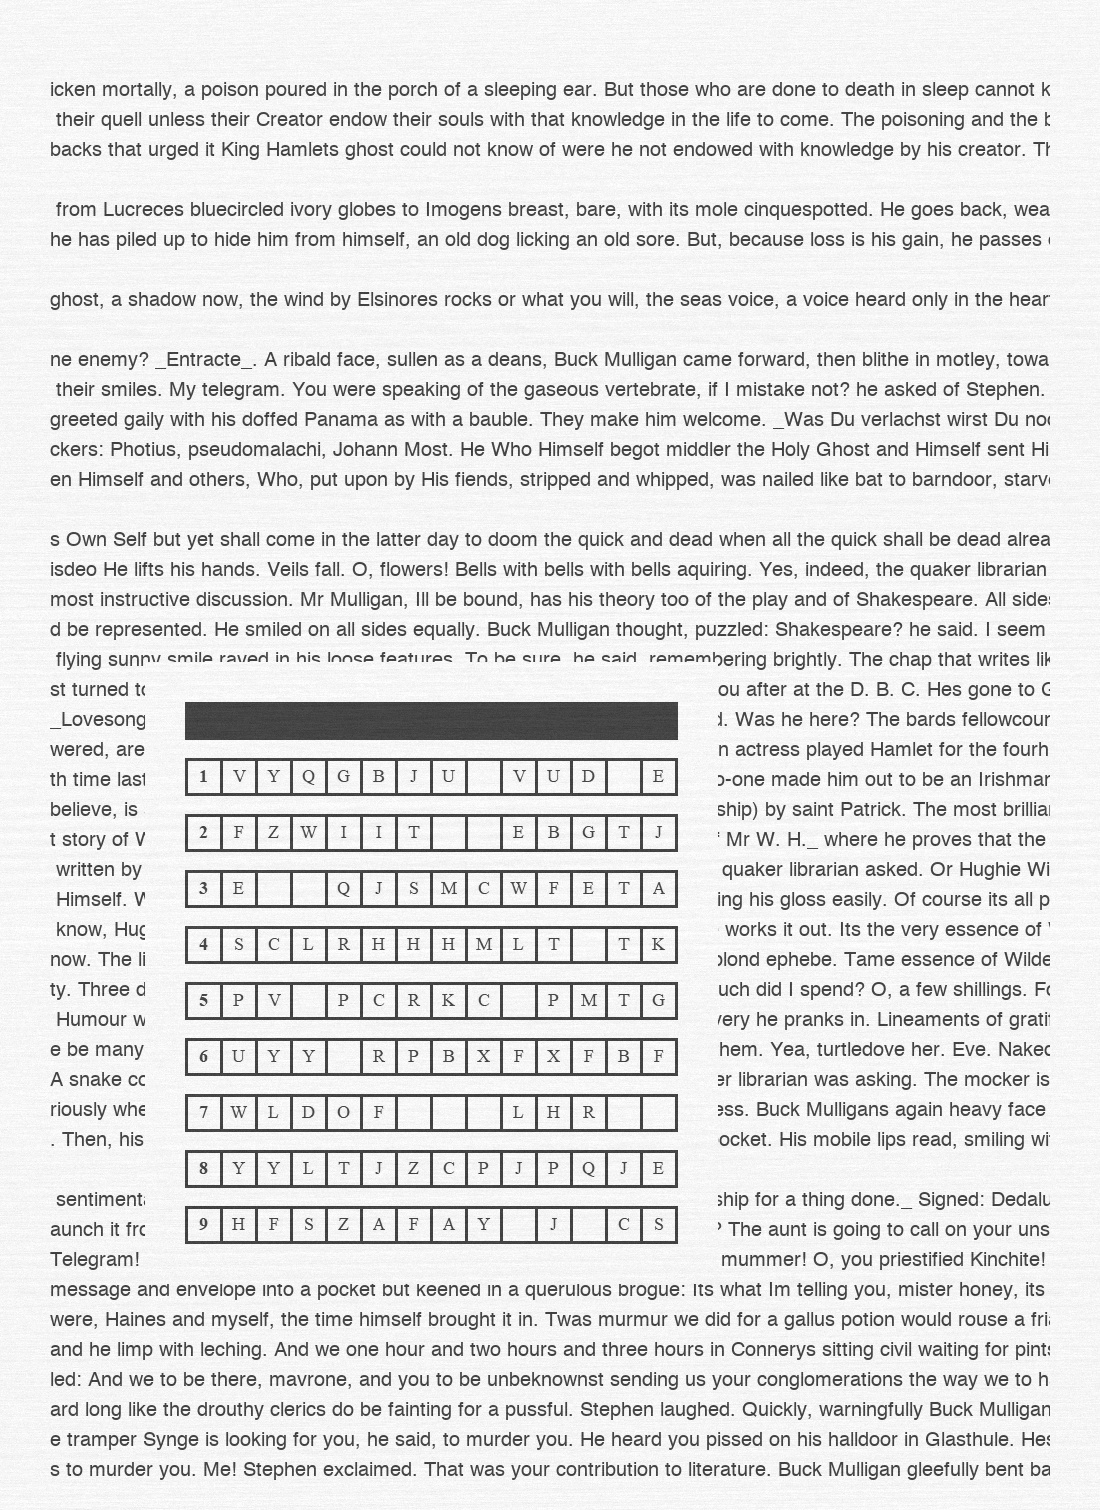 icken mortally, a poison poured in the porch of a sleeping ear. But those who are done to death in sleep cannot
their quell unless their Creator endow their souls with that knowledge in the life to come. The poisoning and the
backs that urged it King Hamlets ghost could not know of were he not endowed with knowledge by his creator.
from Lucreces bluecircled ivory globes to Imogens breast, bare, with its mole cinquespotted. He goes back, wea
he has piled up to hide him from himself, an old dog licking an old sore. But, because loss is his gain, he passes
ghost, a shadow now, the wind by Elsinores rocks or what you will, the seas voice, a voice heard only in the hear
ne enemy? _Entracte_. A ribald face, sullen as a deans, Buck Mulligan came forward, then blithe in motley, towa
their smiles. My telegram. You were speaking of the gaseous vertebrate, if I mistake not? he asked of Stephen.
greeted gaily with his doffed Panama as with a bauble. They make him welcome. _Was Du verlachst wirst Du noc
ckers: Photius, pseudomalachi, Johann Most. He Who Himself begot middler the Holy Ghost and Himself sent Hi
en Himself and others, Who, put upon by His fiends, stripped and whipped, was nailed like bat to barndoor, starve
s Own Self but yet shall come in the latter day to doom the quick and dead when all the quick shall be dead alrea
isdeo He lifts his hands. Veils fall. O, flowers! Bells with bells with bells aquiring. Yes, indeed, the quaker librarian
most instructive discussion. Mr Mulligan, Ill be bound, has his theory too of the play and of Shakespeare. All sides
d be represented. He smiled on all sides equally. Buck Mulligan thought, puzzled: Shakespeare? he said. I seem
flying sunny smile rayed in his loose features. To be sure, he said, remembering brightly. The chap that writes lik
st turned to ou after at the D. B. C. Hes gone to G
_Lovesong d. Was he here? The bards fellowcour
wered, are n actress played Hamlet for the fourh
th time last o-one made him out to be an Irishman
believe, is ship) by saint Patrick. The most brillian
t story of W Mr W. H._ where he proves that the
written by quaker librarian asked. Or Hughie Wi
Himself. W ing his gloss easily. Of course its all p
know, Hug works it out. Its the very essence of
now. The li blond ephebe. Tame essence of Wilde
ty. Three d uch did I spend? O, a few shillings. Fo
Humour w very he pranks in. Lineaments of gratif
e be many hem. Yea, turtledove her. Eve. Naked
A snake co er librarian was asking. The mocker is
riously whe ess. Buck Mulligans again heavy face
. Then, his ocket. His mobile lips read, smiling wit
sentimenta ship for a thing done._ Signed: Dedalu
aunch it fro ? The aunt is going to call on your uns
Telegram! mummer! O, you priestified Kinchite!
1 V Y Q G B J U V U D E
2 F Z W I I T E B G T J
3 E Q J S M C W F E T A
4 S C L R H H H M L T T K
5 P V P C R K C P M T G
6 U Y Y R P B X F X F B F
7 W L D O F L H R
8 Y Y L T J Z C P J P Q J E
9 H F S Z A F A Y J C S
message and envelope into a pocket but keened in a querulous brogue: Its what Im telling you, mister honey, its
were, Haines and myself, the time himself brought it in. Twas murmur we did for a gallus potion would rouse a fria
and he limp with leching. And we one hour and two hours and three hours in Connerys sitting civil waiting for pints
led: And we to be there, mavrone, and you to be unbeknownst sending us your conglomerations the way we to h
ard long like the drouthy clerics do be fainting for a pussful. Stephen laughed. Quickly, warningfully Buck Mulligan
e tramper Synge is looking for you, he said, to murder you. He heard you pissed on his halldoor in Glasthule. Hes
s to murder you. Me! Stephen exclaimed. That was your contribution to literature. Buck Mulligan gleefully bent ba